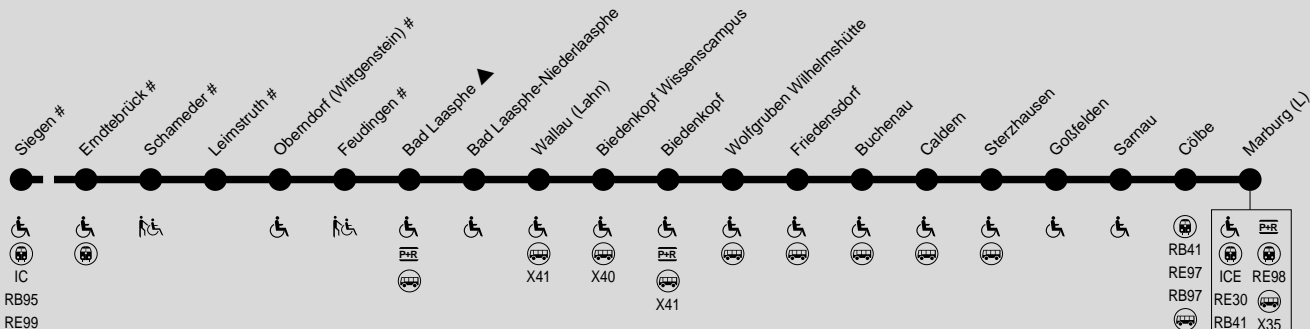 Siegen #
Erndtebrück #
Schameder #
Leimstruth #
Oberndorf (Wittgenstein) #
Feudingen #
Bad Laasphe
Bad Laasphe-Niederlaasphe
Wallau (Lahn)
Biedenkopf Wissenscampus
Biedenkopf
Wolfgruben Wilhelmshütte
Friedensdorf
Buchenau
Caldern
Sterzhausen
Goßfelden
Sarnau
Cölbe
Marburg (L)
IC
RB95
RE99
P+R
X41
X40
P+R
X41
RB41
RE97
RB97
P+R
ICE RE98
RE30
RB41 X35